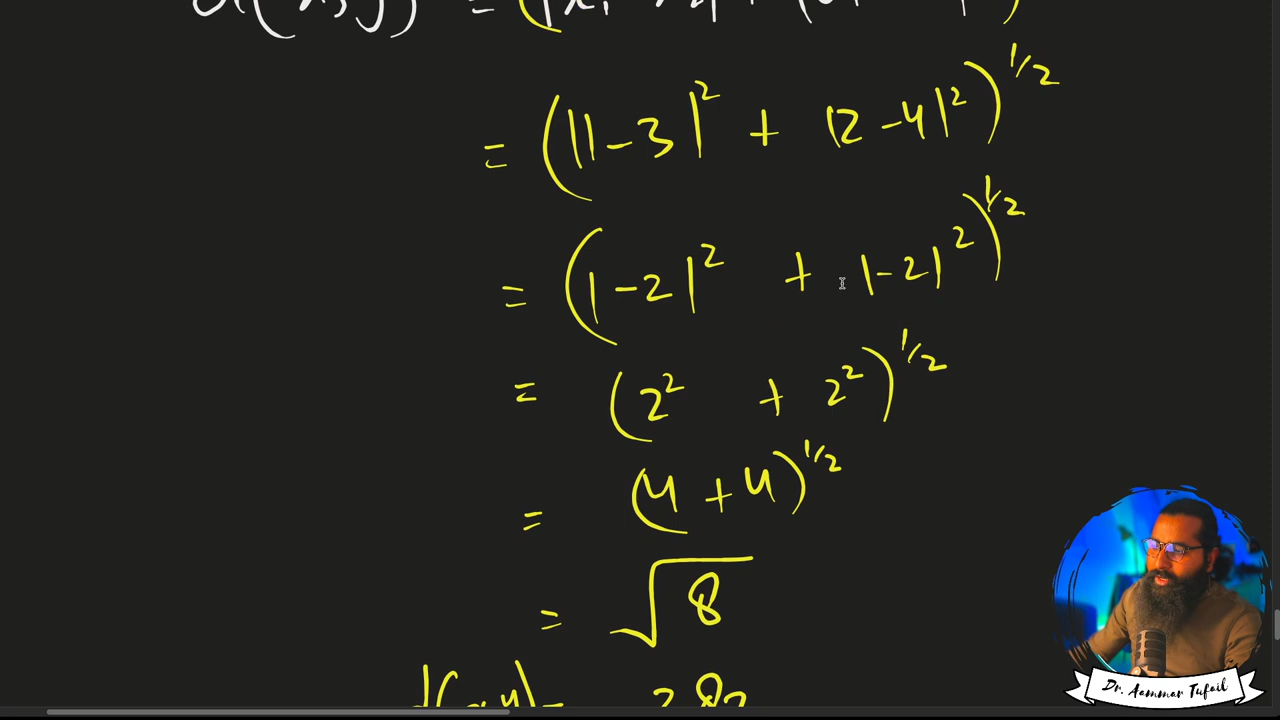 d(x,y) =
= (|1-3|² + |2-4|²)^1/2
= (|-2|² + |-2|²)^1/2
= (2² + 2²)^1/2
= (4 + 4)^1/2
= √8
Dr. Aammar Tufail